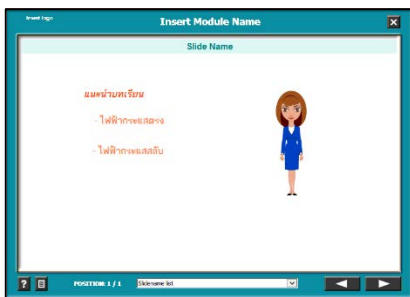 Insert logo
Insert Module Name
Slide Name
แนะนำบทเรียน
- ไฟฟ้ากระแสตรง
- ไฟฟ้ากระแสสลับ
? POSITION: 1 / 1 Slidename list